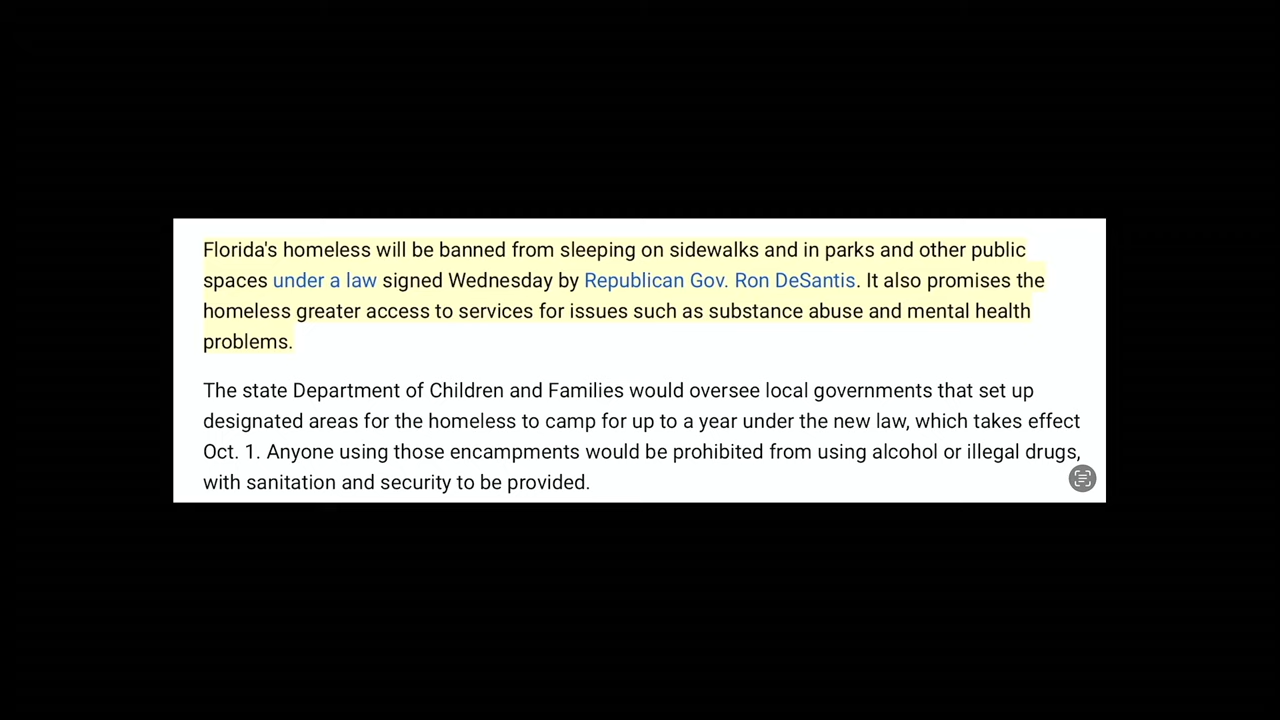 Florida's homeless will be banned from sleeping on sidewalks and in parks and other public
spaces under a law signed Wednesday by Republican Gov. Ron DeSantis. It also promises the
homeless greater access to services for issues such as substance abuse and mental health
problems.
The state Department of Children and Families would oversee local governments that set up
designated areas for the homeless to camp for up to a year under the new law, which takes effect
Oct. 1. Anyone using those encampments would be prohibited from using alcohol or illegal drugs,
with sanitation and security to be provided.